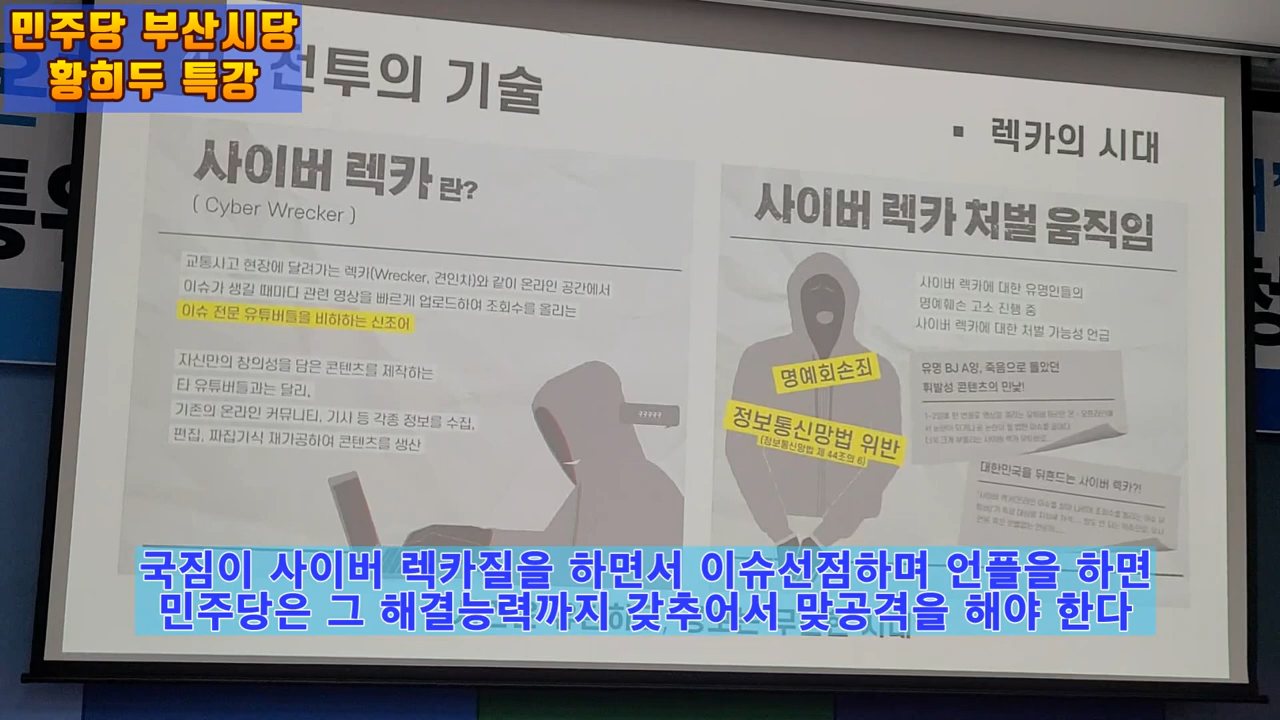 민주당 부산시당
황희두 특강
전투의 기술
▪ 렉카의 시대
사이버 렉카란?
( Cyber Wrecker )
교통사고 현장에 달려가는 렉카(Wrecker, 견인차)와 같이 온라인 공간에서
이슈가 생길 때마다 관련 영상을 빠르게 업로드하여 조회수를 올리는
이슈 전문 유튜버들을 비하하는 신조어
자신만의 창의성을 담은 콘텐츠를 제작하는
타 유튜버들과는 달리,
기존의 온라인 커뮤니티, 기사 등 각종 정보를 수집,
편집, 짜집기식 재가공하여 콘텐츠를 생산
사이버 렉카 처벌 움직임
사이버 렉카에 대한 유명인들의
명예훼손 고소 진행 중
사이버 렉카에 대한 처벌 가능성 언급
명예회손죄
정보통신망법 위반
(정보통신망법 제 44조의 6)
유명 BJ A양, 죽음으로 몰았던
휘발성 콘텐츠의 민낯!
대한민국을 뒤흔드는 사이버 렉카?!
국짐이 사이버 렉카질을 하면서 이슈선점하며 언플을 하면
민주당은 그 해결능력까지 갖추어서 맞공격을 해야 한다